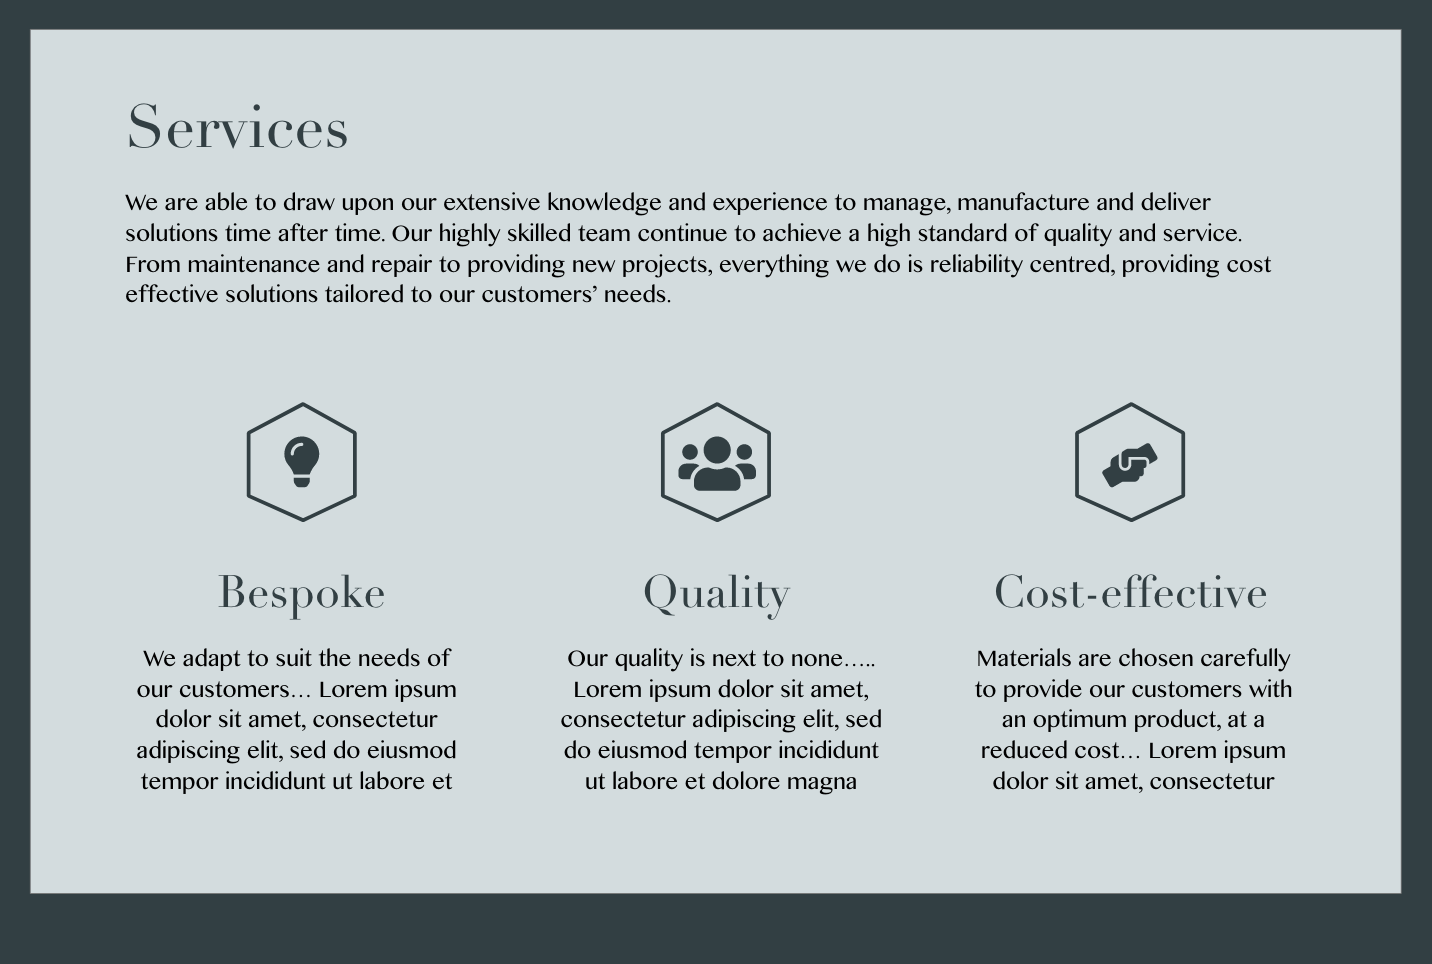 Services
We are able to draw upon our extensive knowledge and experience to manage, manufacture and deliver
solutions time after time. Our highly skilled team continue to achieve a high standard of quality and service.
From maintenance and repair to providing new projects, everything we do is reliability centred, providing cost
effective solutions tailored to our customers’ needs.
Bespoke
We adapt to suit the needs of
our customers… Lorem ipsum
dolor sit amet, consectetur
adipiscing elit, sed do eiusmod
tempor incididunt ut labore et
Quality
Our quality is next to none…..
Lorem ipsum dolor sit amet,
consectetur adipiscing elit, sed
do eiusmod tempor incididunt
ut labore et dolore magna
Cost-effective
Materials are chosen carefully
to provide our customers with
an optimum product, at a
reduced cost… Lorem ipsum
dolor sit amet, consectetur